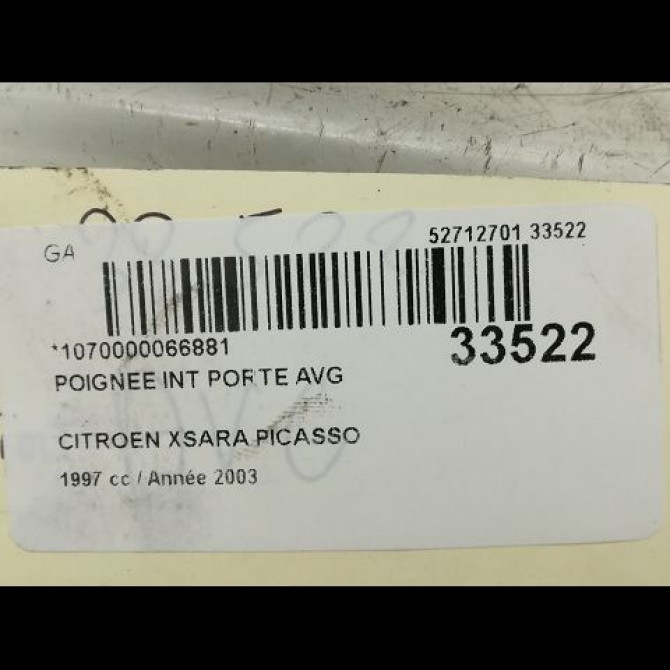 GA
52712701 33522
*1070000066881
33522
POIGNEE INT PORTE AVG
CITROEN XSARA PICASSO
1997 cc / Année 2003